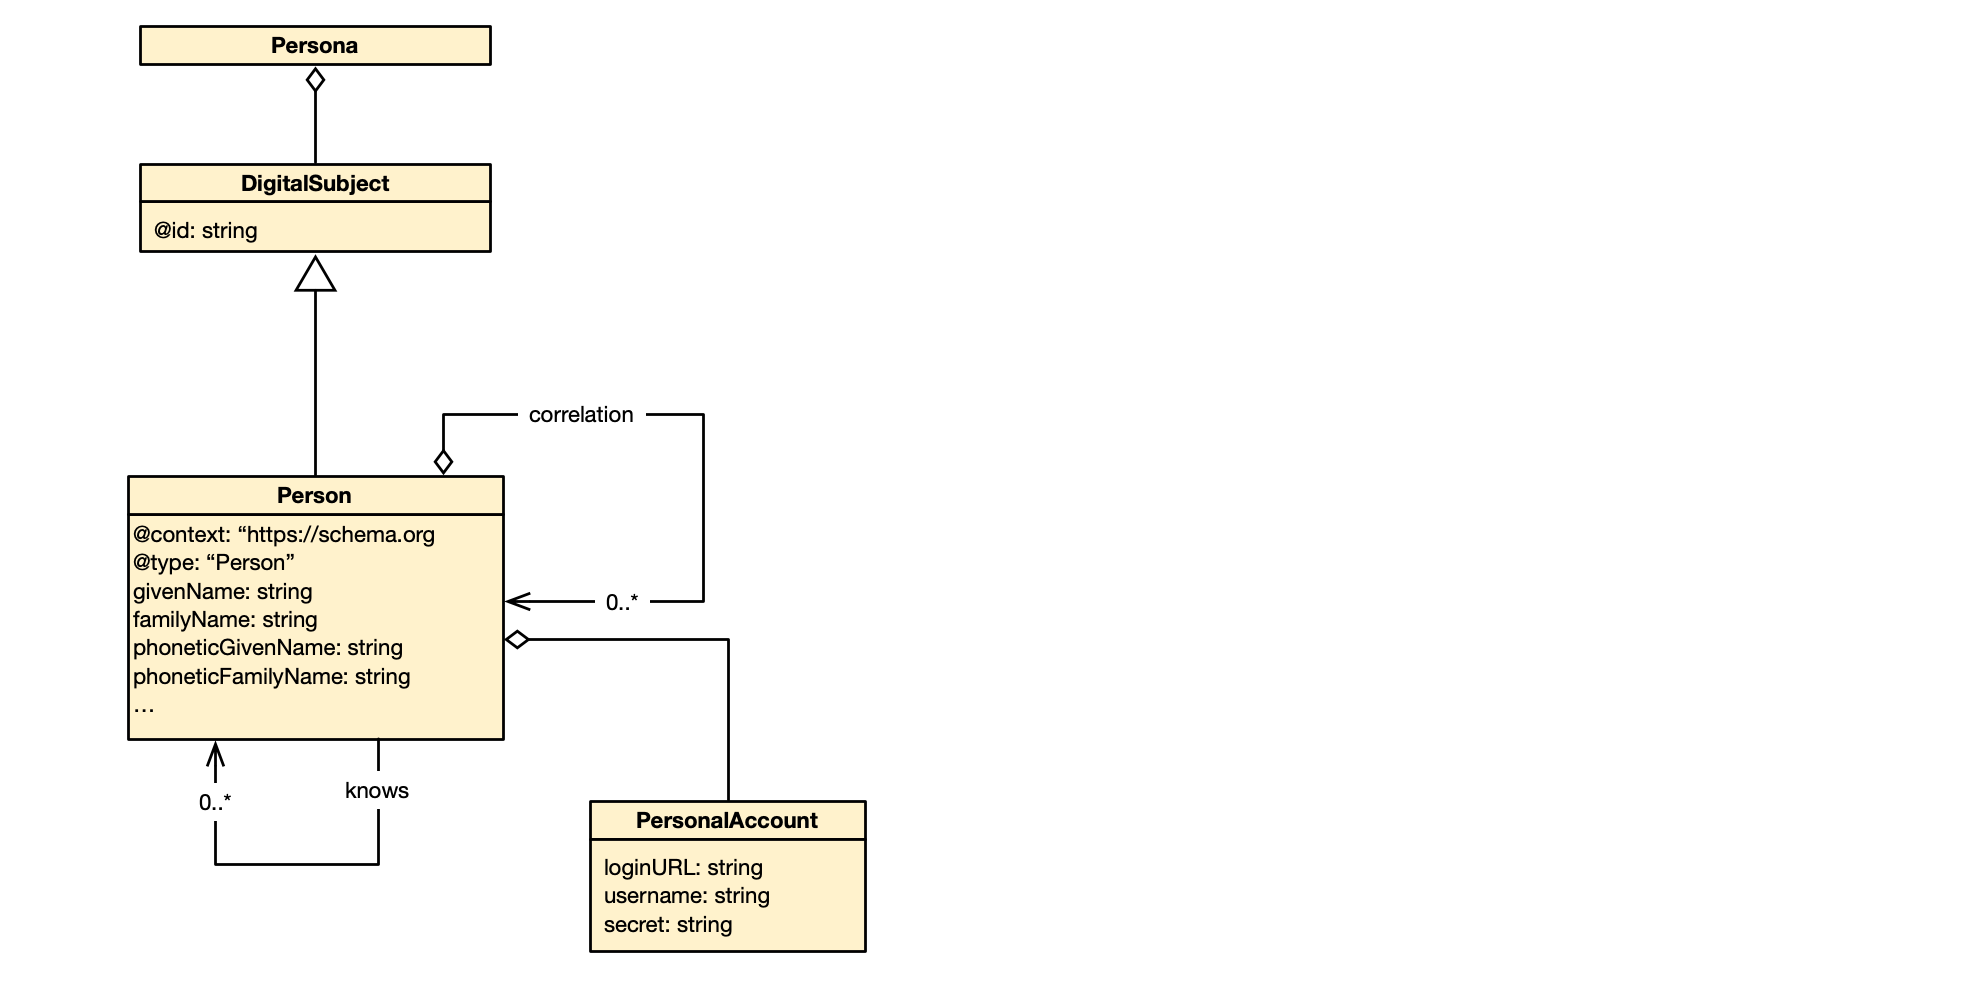 Persona
DigitalSubject
@id: string
correlation
Person
@context: “https://schema.org
@type: “Person”
givenName: string
familyName: string
phoneticGivenName: string
phoneticFamilyName: string
...
0..*
knows
0..*
PersonalAccount
loginURL: string
username: string
secret: string